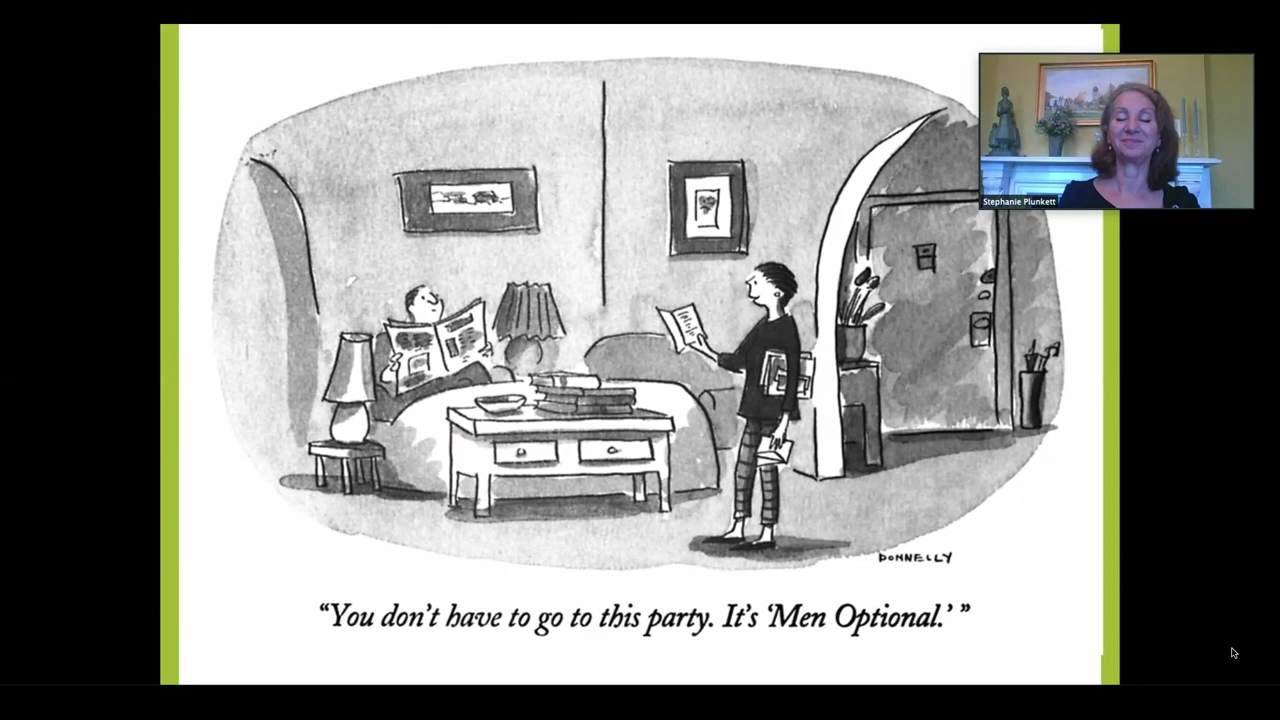 Stephanie Plunkett
DONNELLY
“You don’t have to go to this party. It’s ‘Men Optional.’ ”